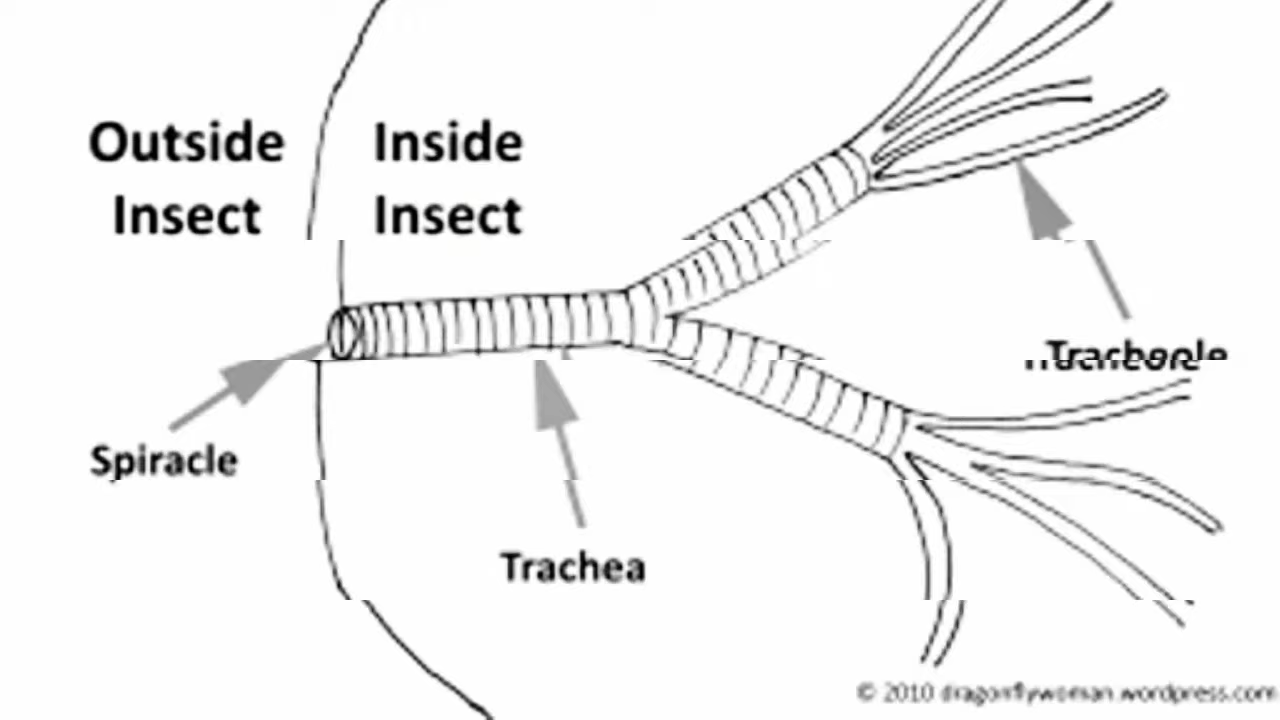 Outside
Insect
Inside
Insect
Tracheole
Spiracle
Trachea
© 2010 dragonflywoman.wordpress.com